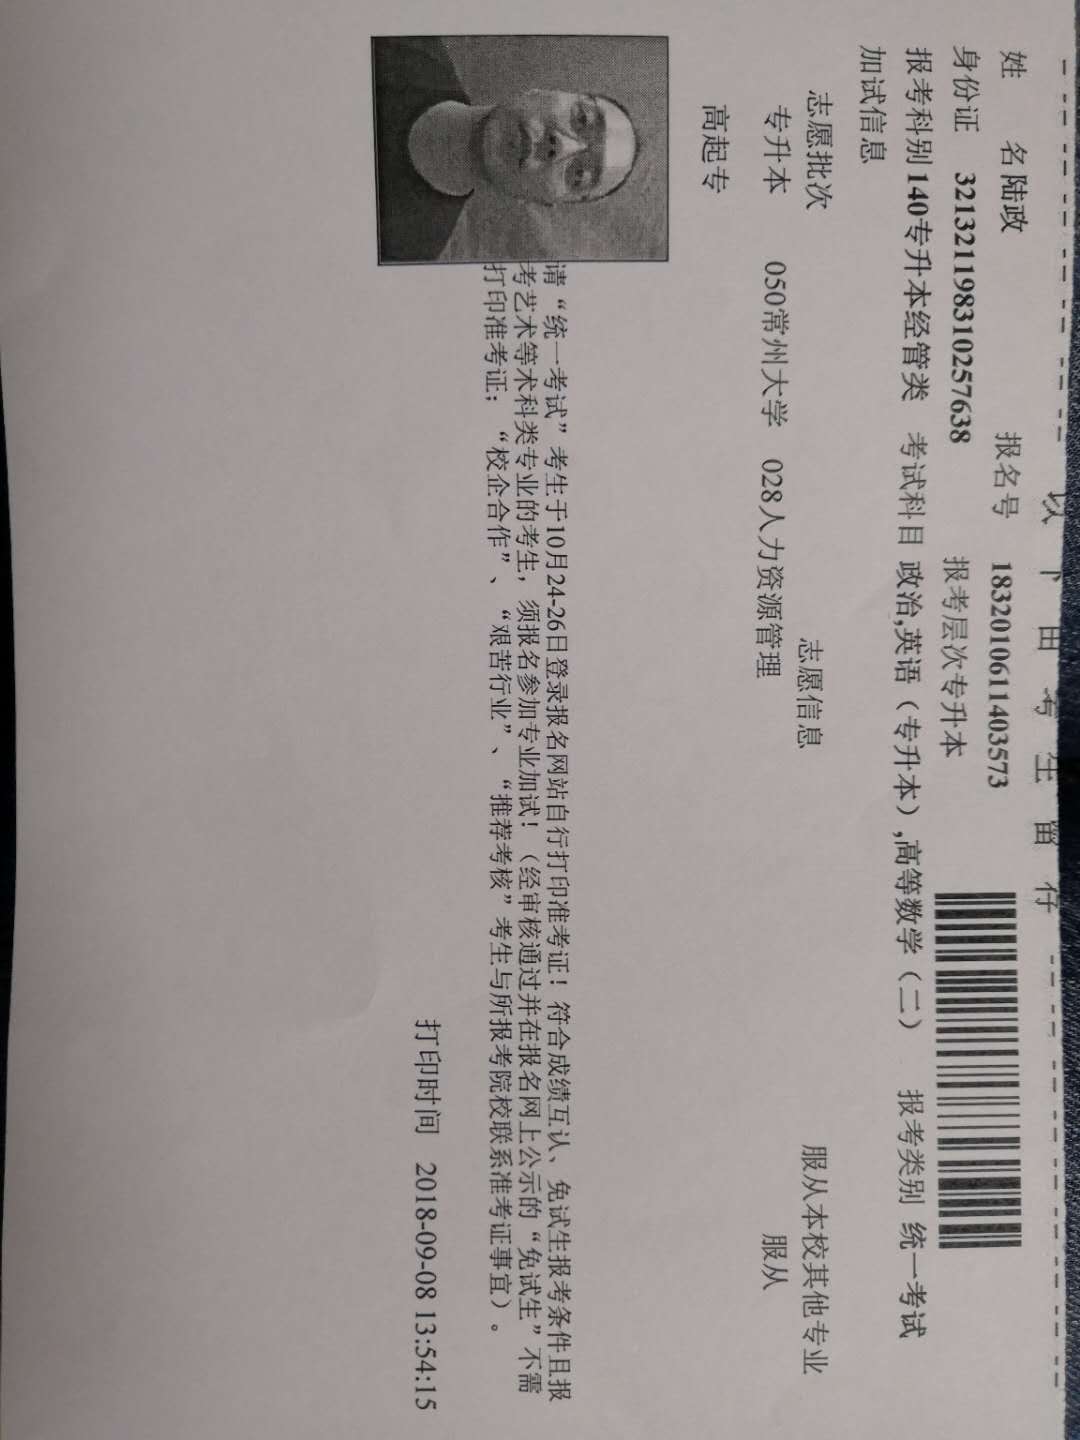 以下由考生留存
姓 名 陆政 报名号 183201061140 3573
身份证 321321198310257638 报考层次 专升本
报考科别 140专升本经管类 考试科目 政治,英语（专升本）,高等数学（二） 报考类别 统一考试
加试信息
志愿批次 志愿信息 服从本校其他专业
专升本 050常州大学 028人力资源管理 服从
高起专
请“统一考试”考生于10月24-26日登录报名网站自行打印准考证！符合成绩互认、免试生报考条件且报
考艺术等术科类专业的考生，须报名参加专业加试！（经审核通过并在报名网上公示的“免试生”不需
打印准考证；“校企合作”、“艰苦行业”、“推荐考核”考生与所报考院校联系准考证事宜）。
打印时间 2018-09-08 13:54:15